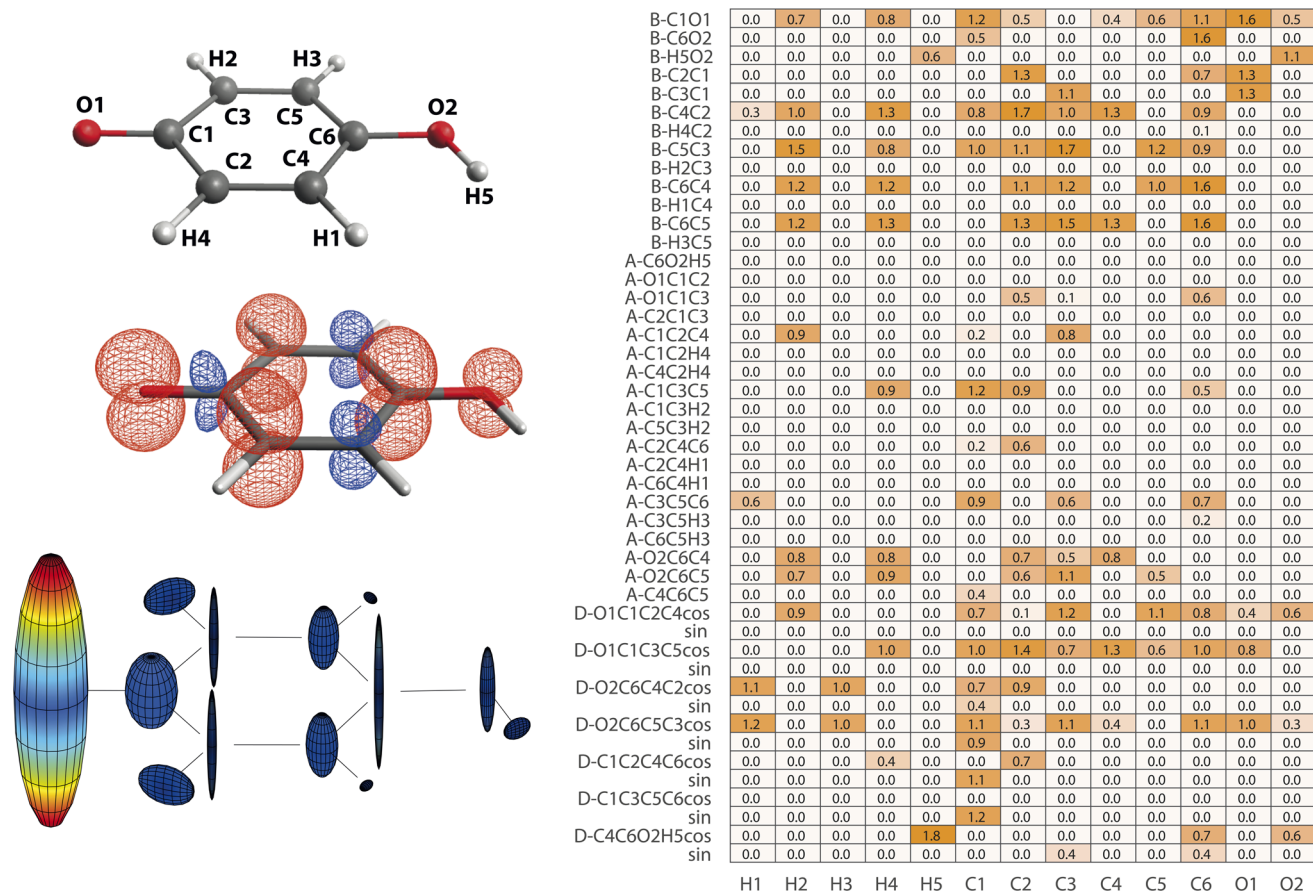 H2 H3
O1 O2
C1 C3 C5 C6
C2 C4
H5
H4 H1
B-C1O1 0.0 0.7 0.0 0.8 0.0 1.2 0.5 0.0 0.4 0.6 1.1 1.6 0.5
B-C6O2 0.0 0.0 0.0 0.0 0.0 0.5 0.0 0.0 0.0 0.0 1.6 0.0 0.0
B-H5O2 0.0 0.0 0.0 0.0 0.6 0.0 0.0 0.0 0.0 0.0 0.0 0.0 1.1
B-C2C1 0.0 0.0 0.0 0.0 0.0 0.0 1.3 0.0 0.0 0.0 0.7 1.3 0.0
B-C3C1 0.0 0.0 0.0 0.0 0.0 0.0 0.0 1.1 0.0 0.0 0.0 1.3 0.0
B-C4C2 0.3 1.0 0.0 1.3 0.0 0.8 1.7 1.0 1.3 0.0 0.9 0.0 0.0
B-H4C2 0.0 0.0 0.0 0.0 0.0 0.0 0.0 0.0 0.0 0.0 0.1 0.0 0.0
B-C5C3 0.0 1.5 0.0 0.8 0.0 1.0 1.1 1.7 0.0 1.2 0.9 0.0 0.0
B-H2C3 0.0 0.0 0.0 0.0 0.0 0.0 0.0 0.0 0.0 0.0 0.0 0.0 0.0
B-C6C4 0.0 1.2 0.0 1.2 0.0 0.0 1.1 1.2 0.0 1.0 1.6 0.0 0.0
B-H1C4 0.0 0.0 0.0 0.0 0.0 0.0 0.0 0.0 0.0 0.0 0.0 0.0 0.0
B-C6C5 0.0 1.2 0.0 1.3 0.0 0.0 1.3 1.5 1.3 0.0 1.6 0.0 0.0
B-H3C5 0.0 0.0 0.0 0.0 0.0 0.0 0.0 0.0 0.0 0.0 0.0 0.0 0.0
A-C6O2H5 0.0 0.0 0.0 0.0 0.0 0.0 0.0 0.0 0.0 0.0 0.0 0.0 0.0
A-O1C1C2 0.0 0.0 0.0 0.0 0.0 0.0 0.0 0.0 0.0 0.0 0.0 0.0 0.0
A-O1C1C3 0.0 0.0 0.0 0.0 0.0 0.0 0.5 0.1 0.0 0.0 0.6 0.0 0.0
A-C2C1C3 0.0 0.0 0.0 0.0 0.0 0.0 0.0 0.0 0.0 0.0 0.0 0.0 0.0
A-C1C2C4 0.0 0.9 0.0 0.0 0.0 0.2 0.0 0.8 0.0 0.0 0.0 0.0 0.0
A-C1C2H4 0.0 0.0 0.0 0.0 0.0 0.0 0.0 0.0 0.0 0.0 0.0 0.0 0.0
A-C4C2H4 0.0 0.0 0.0 0.0 0.0 0.0 0.0 0.0 0.0 0.0 0.0 0.0 0.0
A-C1C3C5 0.0 0.0 0.0 0.9 0.0 1.2 0.9 0.0 0.0 0.0 0.5 0.0 0.0
A-C1C3H2 0.0 0.0 0.0 0.0 0.0 0.0 0.0 0.0 0.0 0.0 0.0 0.0 0.0
A-C5C3H2 0.0 0.0 0.0 0.0 0.0 0.0 0.0 0.0 0.0 0.0 0.0 0.0 0.0
A-C2C4C6 0.0 0.0 0.0 0.0 0.0 0.2 0.6 0.0 0.0 0.0 0.0 0.0 0.0
A-C2C4H1 0.0 0.0 0.0 0.0 0.0 0.0 0.0 0.0 0.0 0.0 0.0 0.0 0.0
A-C6C4H1 0.0 0.0 0.0 0.0 0.0 0.0 0.0 0.0 0.0 0.0 0.0 0.0 0.0
A-C3C5C6 0.6 0.0 0.0 0.0 0.0 0.9 0.0 0.6 0.0 0.0 0.7 0.0 0.0
A-C3C5H3 0.0 0.0 0.0 0.0 0.0 0.0 0.0 0.0 0.0 0.0 0.2 0.0 0.0
A-C6C5H3 0.0 0.0 0.0 0.0 0.0 0.0 0.0 0.0 0.0 0.0 0.0 0.0 0.0
A-O2C6C4 0.0 0.8 0.0 0.8 0.0 0.0 0.7 0.5 0.8 0.0 0.0 0.0 0.0
A-O2C6C5 0.0 0.7 0.0 0.9 0.0 0.0 0.6 1.1 0.0 0.5 0.0 0.0 0.0
A-C4C6C5 0.0 0.0 0.0 0.0 0.0 0.4 0.0 0.0 0.0 0.0 0.0 0.0 0.0
D-O1C1C2C4cos 0.0 0.9 0.0 0.0 0.0 0.7 0.1 1.2 0.0 1.1 0.8 0.4 0.6
sin 0.0 0.0 0.0 0.0 0.0 0.0 0.0 0.0 0.0 0.0 0.0 0.0 0.0
D-O1C1C3C5cos 0.0 0.0 0.0 1.0 0.0 1.0 1.4 0.7 1.3 0.6 1.0 0.8 0.0
sin 0.0 0.0 0.0 0.0 0.0 0.0 0.0 0.0 0.0 0.0 0.0 0.0 0.0
D-O2C6C4C2cos 1.1 0.0 1.0 0.0 0.0 0.7 0.9 0.0 0.0 0.0 0.0 0.0 0.0
sin 0.0 0.0 0.0 0.0 0.0 0.4 0.0 0.0 0.0 0.0 0.0 0.0 0.0
D-O2C6C5C3cos 1.2 0.0 1.0 0.0 0.0 1.1 0.3 1.1 0.4 0.0 1.1 1.0 0.3
sin 0.0 0.0 0.0 0.0 0.0 0.9 0.0 0.0 0.0 0.0 0.0 0.0 0.0
D-C1C2C4C6cos 0.0 0.0 0.0 0.4 0.0 0.0 0.7 0.0 0.0 0.0 0.0 0.0 0.0
sin 0.0 0.0 0.0 0.0 0.0 1.1 0.0 0.0 0.0 0.0 0.0 0.0 0.0
D-C1C3C5C6cos 0.0 0.0 0.0 0.0 0.0 0.0 0.0 0.0 0.0 0.0 0.0 0.0 0.0
sin 0.0 0.0 0.0 0.0 0.0 1.2 0.0 0.0 0.0 0.0 0.0 0.0 0.0
D-C4C6O2H5cos 0.0 0.0 0.0 0.0 1.8 0.0 0.0 0.0 0.0 0.0 0.7 0.0 0.6
sin 0.0 0.0 0.0 0.0 0.0 0.0 0.0 0.4 0.0 0.0 0.4 0.0 0.0
H1 H2 H3 H4 H5 C1 C2 C3 C4 C5 C6 O1 O2